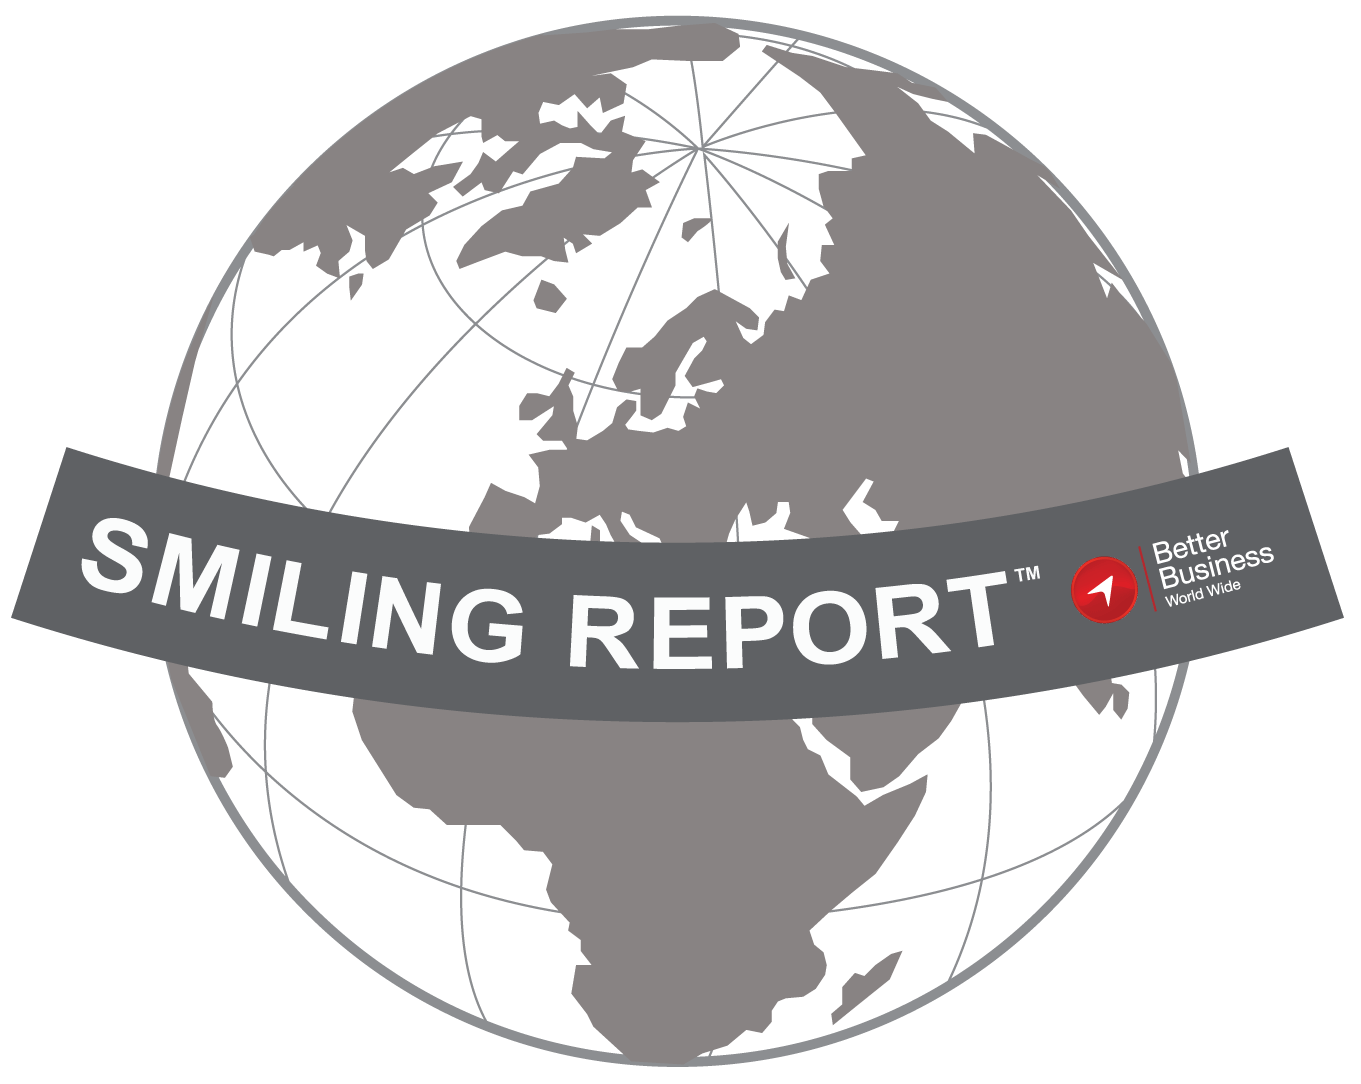 SMILING REPORT™
Better
Business
World Wide